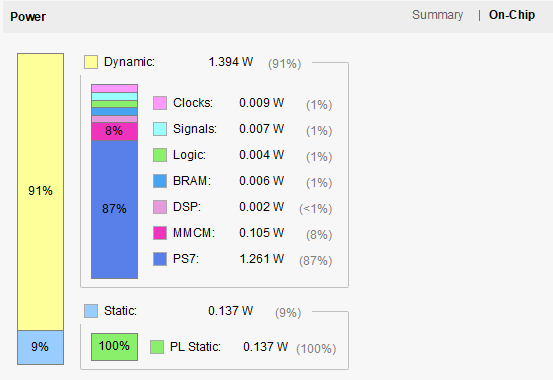 Power Summary | On-Chip
Dynamic: 1.394 W (91%)
Clocks: 0.009 W (1%)
Signals: 0.007 W (1%)
Logic: 0.004 W (1%)
8% BRAM: 0.006 W (1%)
91% 87% DSP: 0.002 W (<1%)
MMCM: 0.105 W (8%)
PS7: 1.261 W (87%)
Static: 0.137 W (9%)
9% 100% PL Static: 0.137 W (100%)